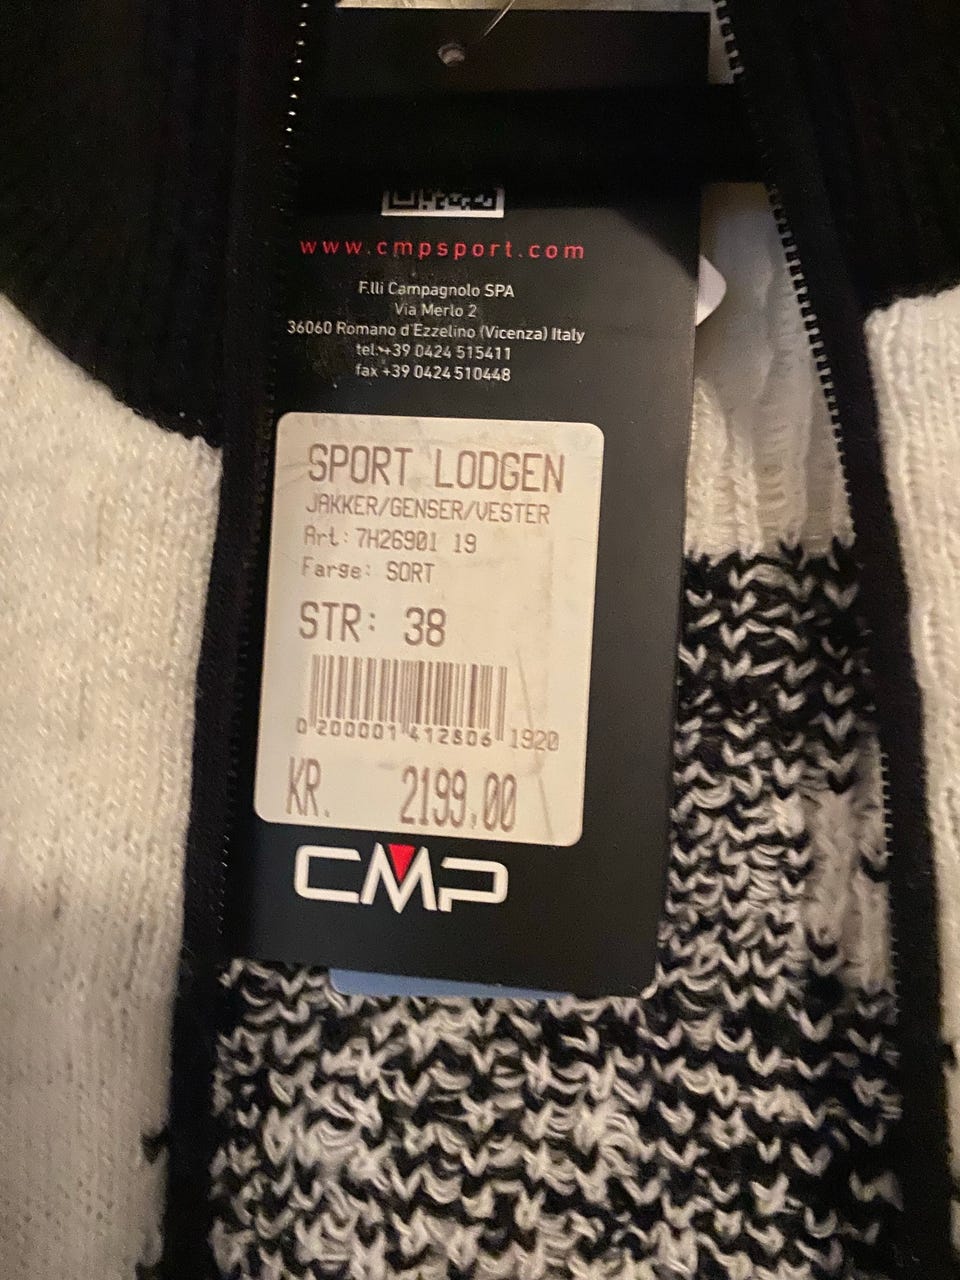 www.cmpsport.com
F.lli Campagnolo SPA
Via Merlo 2
36060 Romano d'Ezzelino (Vicenza) Italy
tel.+39 0424 515411
fax +39 0424 510448
SPORT LODGEN
JAKKER/GENSER/VESTER
Art: 7H26901 19
Farge: SORT
STR: 38
0 200001 412806 1920
KR. 2199,00
CMP